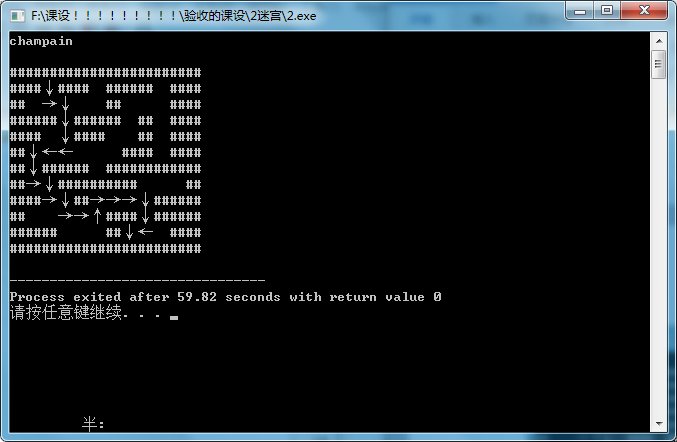 F:\课设！！！！！！！！！\验收的课设\2迷宫\2.exe
champain
########################
####↓####  ######  ####
##  →↓    ##      ####
######↓######  ##  ####
####  ↓####    ##  ####
##↓←←      ####  ####
##↓######  ############
##→↓##########      ##
####→↓##→→→↓######
##    →→↑####↓######
######      ##↓←  ####
########################
--------------------------------
Process exited after 59.82 seconds with return value 0
请按任意键继续. . .
半: